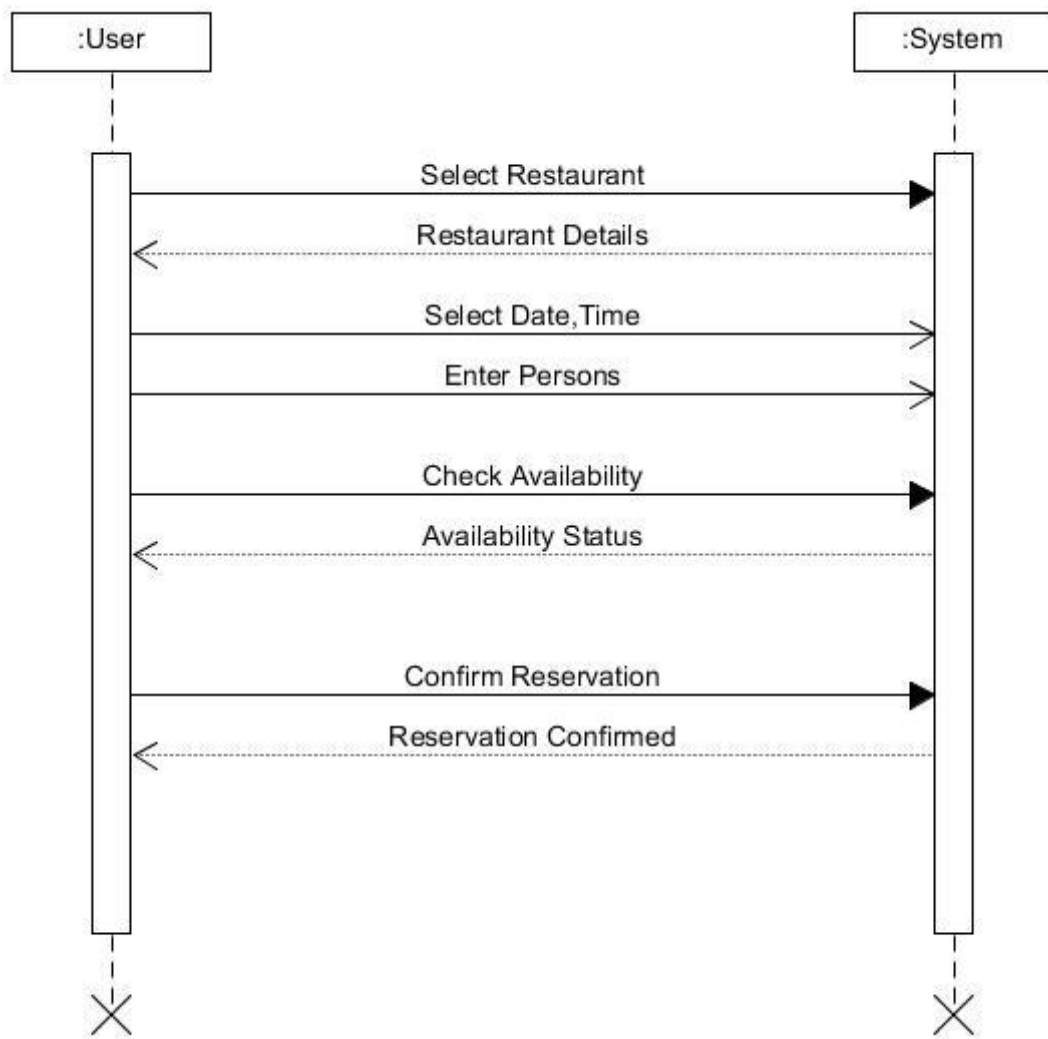 :User
:System
Select Restaurant
Restaurant Details
Select Date,Time
Enter Persons
Check Availability
Availability Status
Confirm Reservation
Reservation Confirmed